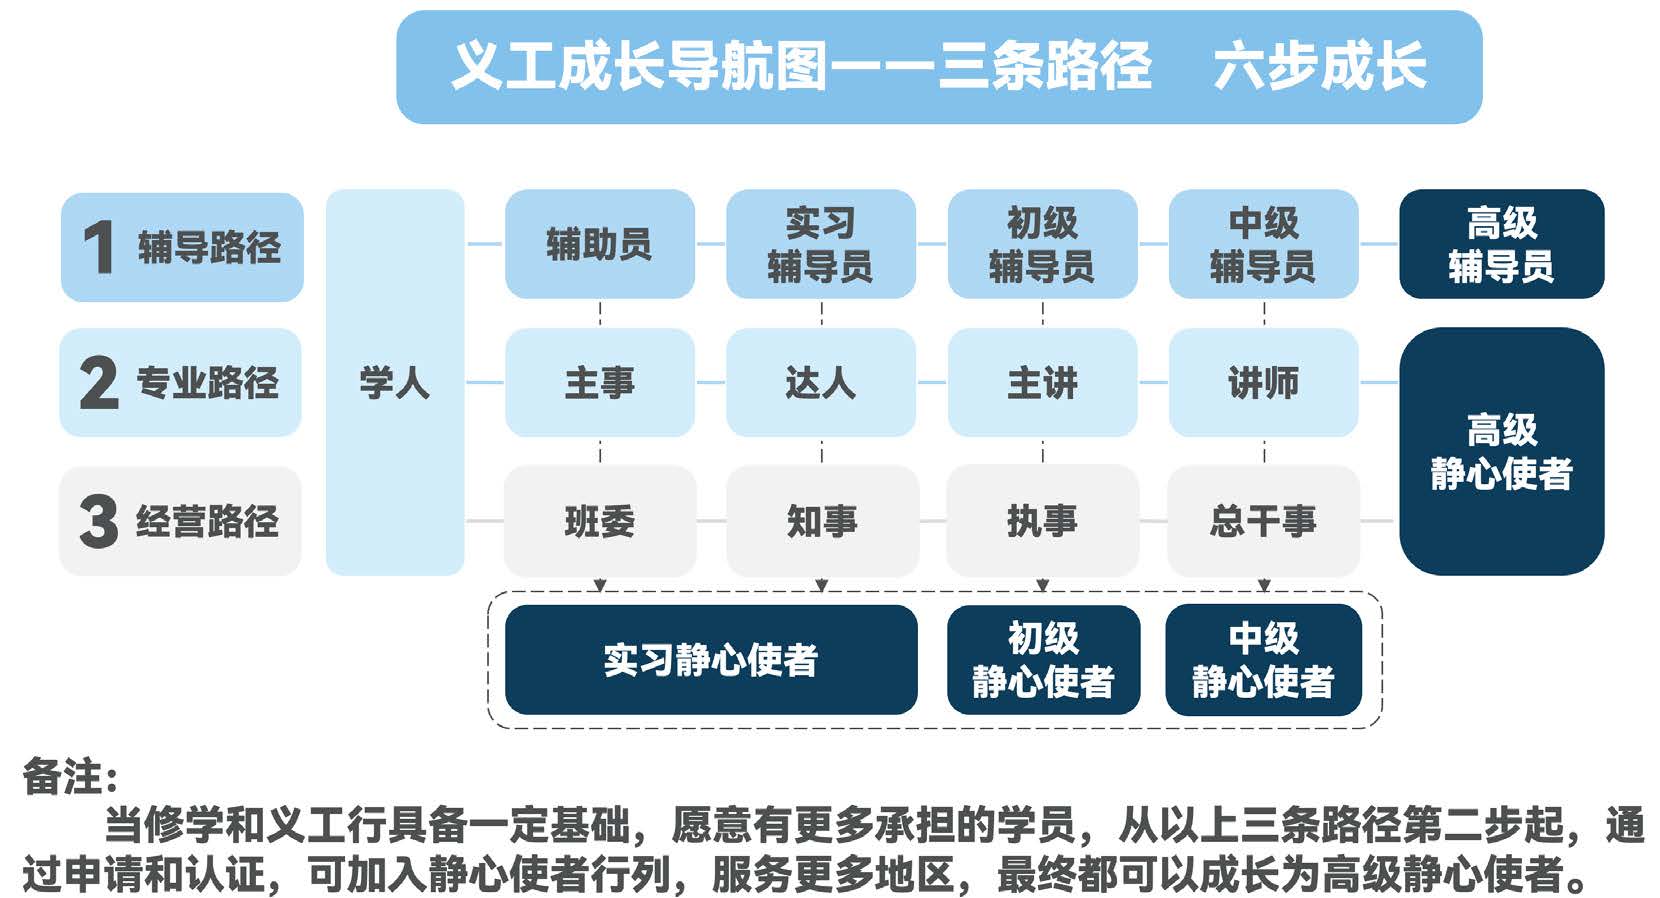 义工成长导航图——三条路径 六步成长
1 辅导路径
学人
辅助员
实习
辅导员
初级
辅导员
中级
辅导员
高级
辅导员
2 专业路径
主事
达人
主讲
讲师
高级
静心使者
3 经营路径
班委
知事
执事
总干事
实习静心使者
初级
静心使者
中级
静心使者
备注：
当修学和义工行具备一定基础，愿意有更多承担的学员，从以上三条路径第二步起，通
过申请和认证，可加入静心使者行列，服务更多地区，最终都可以成长为高级静心使者。